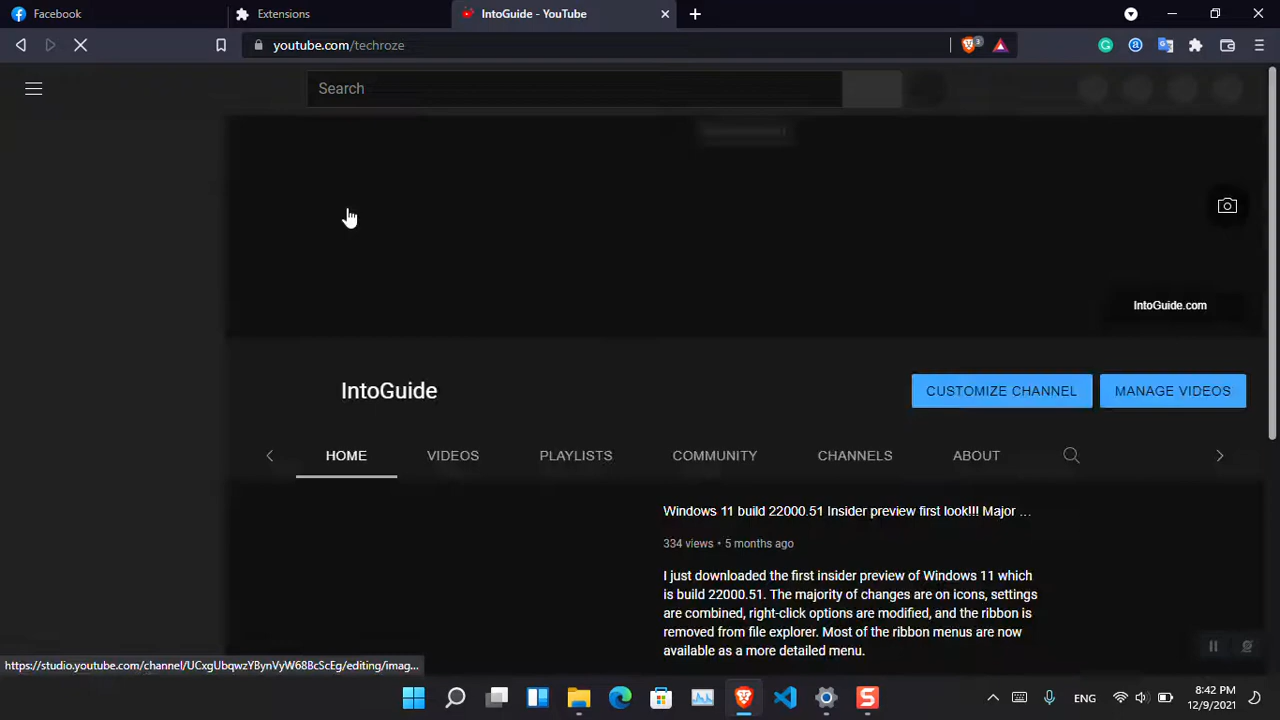 Facebook
Extensions
IntoGuide - YouTube
youtube.com/techroze
3
Search
IntoGuide.com
IntoGuide
CUSTOMIZE CHANNEL
MANAGE VIDEOS
HOME
VIDEOS
PLAYLISTS
COMMUNITY
CHANNELS
ABOUT
Windows 11 build 22000.51 Insider preview first look!!! Major ...
334 views • 5 months ago
I just downloaded the first insider preview of Windows 11 which
is build 22000.51. The majority of changes are on icons, settings
are combined, right-click options are modified, and the ribbon is
removed from file explorer. Most of the ribbon menus are now
available as a more detailed menu.
https://studio.youtube.com/channel/UCxgUbqwzYBynVyW68BcScEg/editing/imag...
ENG
8:42 PM
12/9/2021